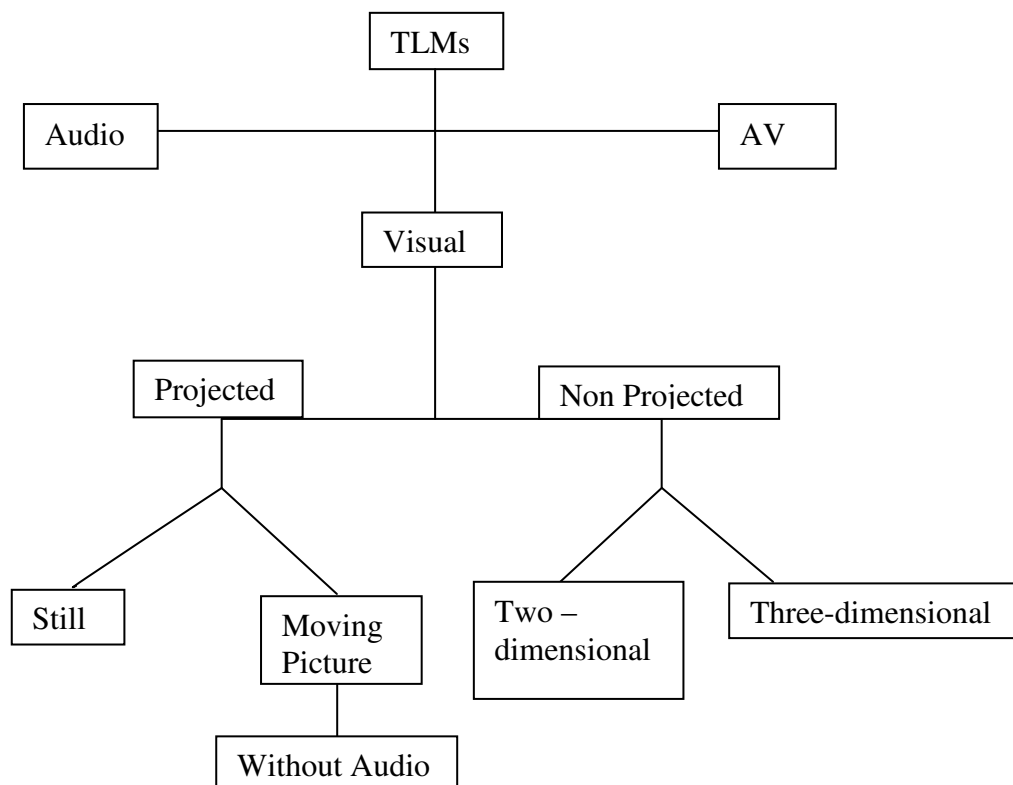 TLMs
Audio
AV
Visual
Projected
Non Projected
Still
Moving
Picture
Two –
dimensional
Three-dimensional
Without Audio